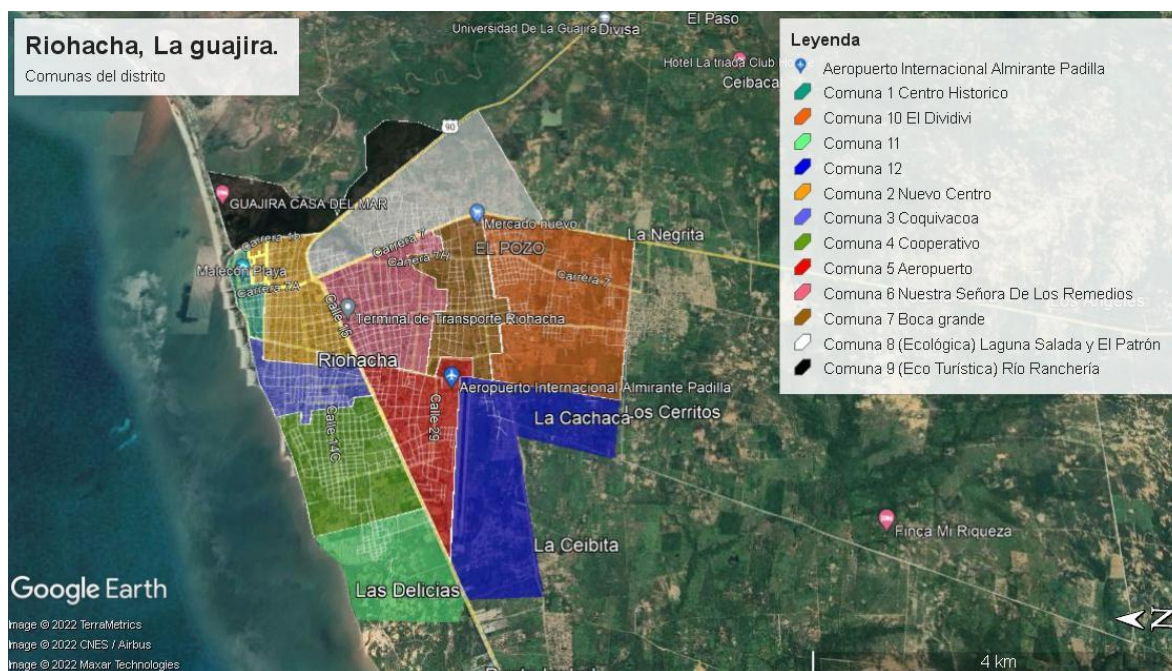 Riohacha, La guajira.
Comunas del distrito
Universidad De La Guajira
Divisa
El Paso
Hotel La triada Club
Ceibaca
90
GUAJIRA CASA DEL MAR
Mercado nuevo
EL POZO
La Negrita
Carrera 7
Carrera 7H
Carrera 7
Malecon Playa
Carrera 7A
Calle 15
Terminal de Transporte Riohacha
Riohacha
Aeropuerto Internacional Almirante Padilla
La Cachaca
Los Cerritos
Calle 29
Calle 14C
La Ceibita
Finca Mi Riqueza
Las Delicias
Leyenda
Aeropuerto Internacional Almirante Padilla
Comuna 1 Centro Historico
Comuna 10 El Dividivi
Comuna 11
Comuna 12
Comuna 2 Nuevo Centro
Comuna 3 Coquivacoa
Comuna 4 Cooperativo
Comuna 5 Aeropuerto
Comuna 6 Nuestra Señora De Los Remedios
Comuna 7 Boca grande
Comuna 8 (Ecológica) Laguna Salada y El Patrón
Comuna 9 (Eco Turística) Río Ranchería
Google Earth
Image © 2022 TerraMetrics
Image © 2022 CNES / Airbus
Image © 2022 Maxar Technologies
4 km
N